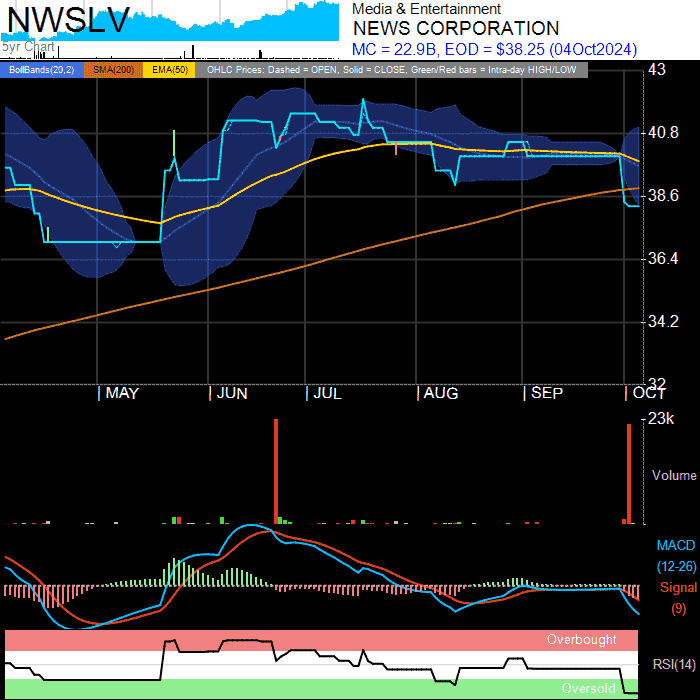 NWSLV
5yr Chart
Media & Entertainment
NEWS CORPORATION
MC = 22.9B, EOD = $38.25 (04Oct2024)
BollBands(20,2) SMA(200) EMA(50) OHLC Prices: Dashed = OPEN, Solid = CLOSE, Green/Red bars = Intra-day HIGH/LOW
43
40.8
38.6
36.4
34.2
32
MAY JUN JUL AUG SEP OCT
23k
Volume
MACD
(12-26)
Signal
(9)
Overbought
RSI(14)
Oversold